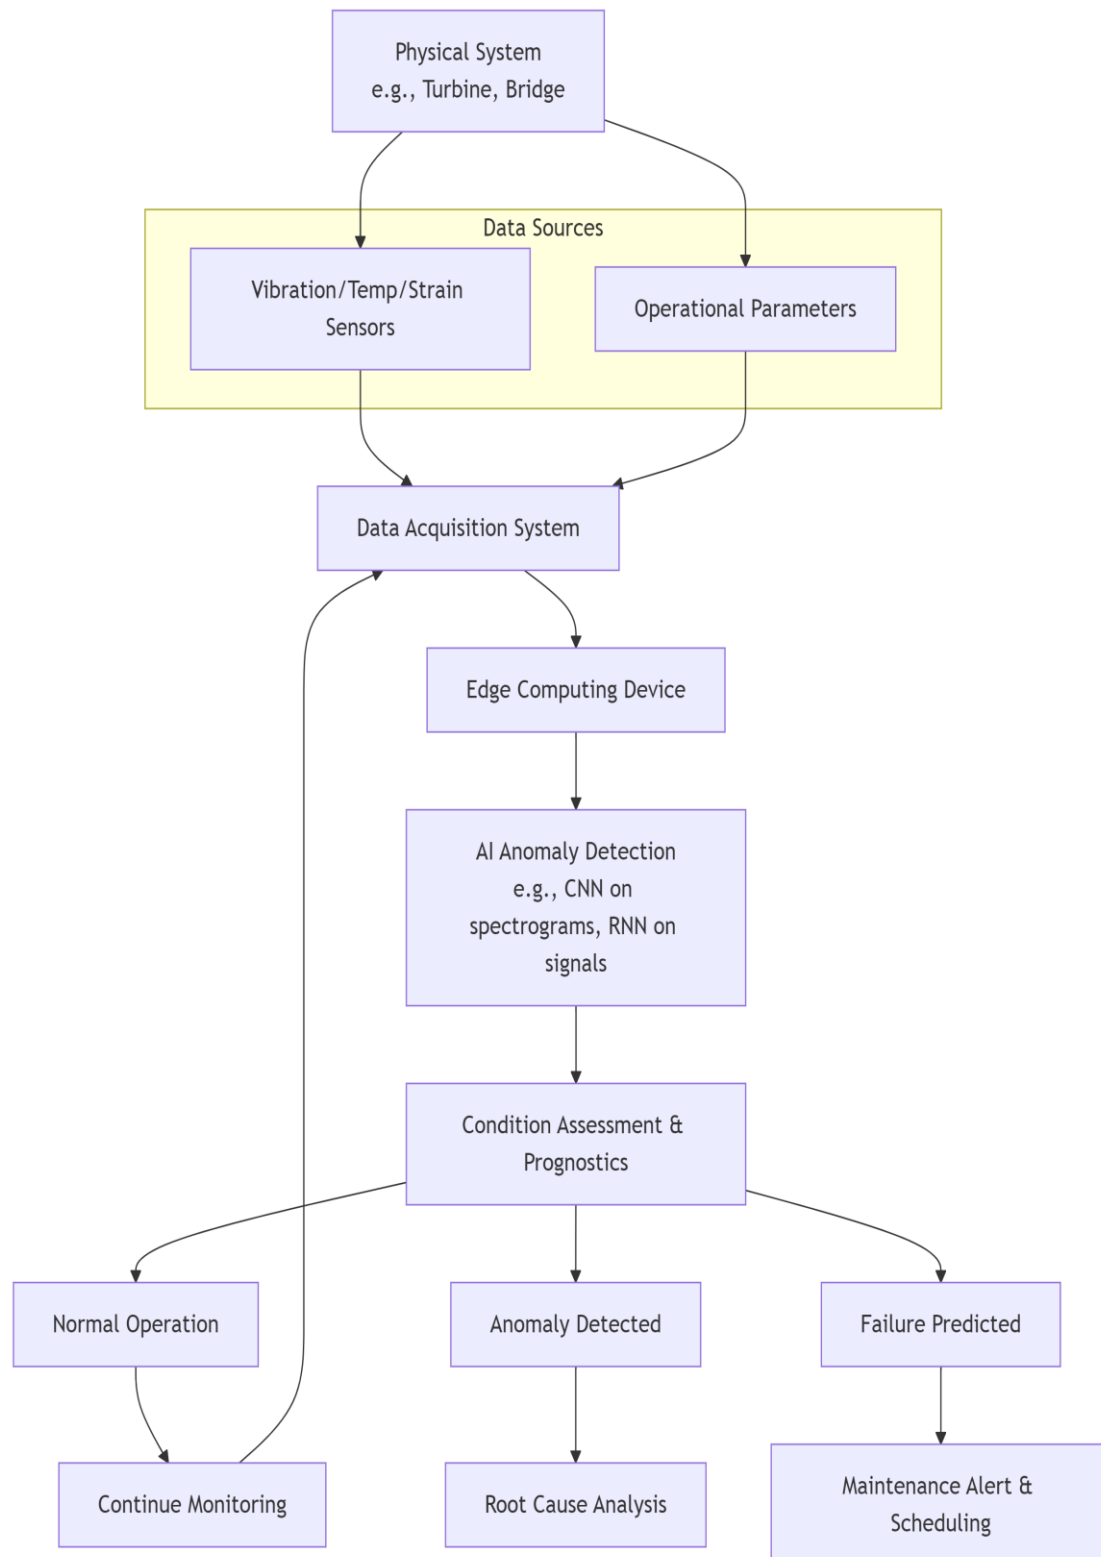 Physical System
e.g., Turbine, Bridge
Data Sources
Vibration/Temp/Strain
Sensors
Operational Parameters
Data Acquisition System
Edge Computing Device
AI Anomaly Detection
e.g., CNN on
spectrograms, RNN on
signals
Condition Assessment &
Prognostics
Normal Operation
Anomaly Detected
Failure Predicted
Continue Monitoring
Root Cause Analysis
Maintenance Alert &
Scheduling